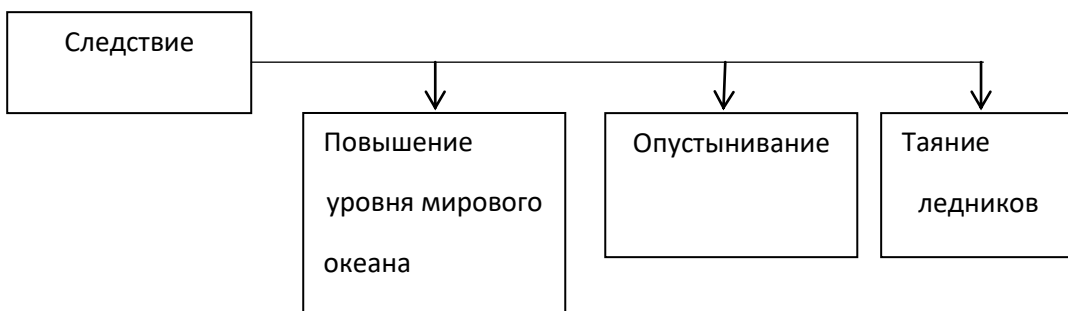 Следствие
Повышение
уровня мирового
океана
Опустынивание
Таяние
ледников